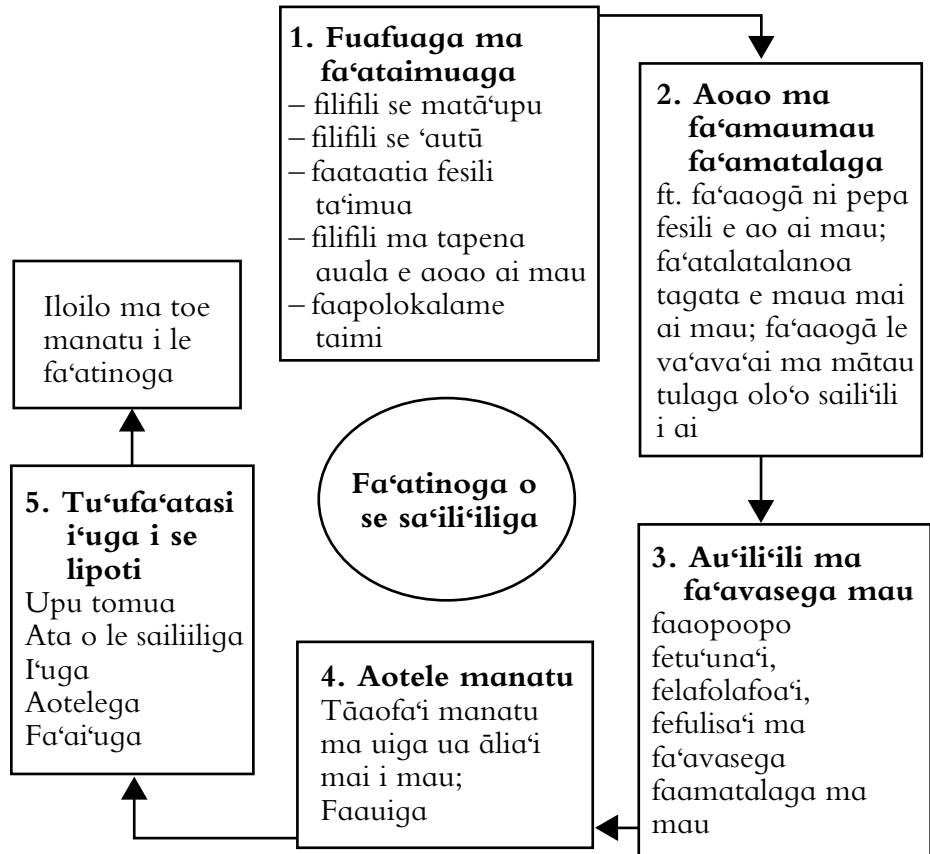 1. Fuafuaga ma
fa‘ataimuaga
– filifili se matā‘upu
– filifili se ‘autū
– faataatia fesili
ta‘imua
– filifili ma tapena
auala e aoao ai mau
– faapolokalame
taimi
2. Aoao ma
fa‘amaumau
fa‘amatalaga
ft. fa‘aaogā ni pepa
fesili e ao ai mau;
fa‘atalatalanoa
tagata e maua mai
ai mau; fa‘aaogā le
va‘ava‘ai ma mātau
tulaga olo‘o saili‘ili
i ai
3. Au‘ili‘ili ma
fa‘avasega mau
faaopoopo
fetu‘una‘i,
felafolafoa‘i,
fefulisa‘i ma
fa‘avasega
faamatalaga ma
mau
4. Aotele manatu
Tāaofa‘i manatu
ma uiga ua ālia‘i
mai i mau;
Faauiga
5. Tu‘ufa‘atasi
i‘uga i se
lipoti
Upu tomua
Ata o le sailiiliga
I‘uga
Aotelega
Fa‘ai‘uga
Iloilo ma toe
manatu i le
fa‘atinoga
Fa‘atinoga o
se sa‘ili‘iliga